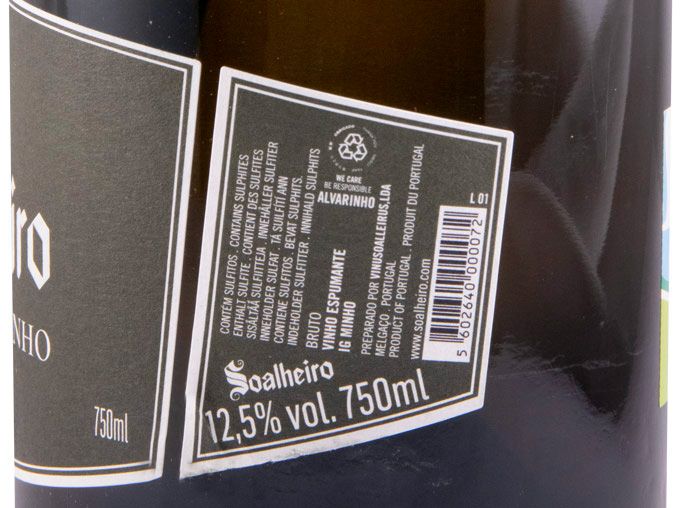 iro
NHO
750ml
WE CARE
BE RESPONSIBLE
ALVARINHO
L 01
CONTÉM SULFITOS. CONTAINS SULPHITES
ENTHÄLT SULFITE. CONTIENT DES SULFITES
SISÄLTÄÄ SULFIITTEJA. INNEHÅLLER SULFITER
INNEHOLDER SULFAT. TÁ SULFÍTÍ ANN
CONTIENE SULFITOS. BEVAT SULPHITS.
INDEHOLDER SULFITTER. INNIHALD SULPHITS
BRUTO
VINHO ESPUMANTE
IG MINHO
PREPARADO POR VINUSOALLEIRUS,LDA
MELGAÇO. PORTUGAL
PRODUCT OF PORTUGAL. PRODUIT DU PORTUGAL
www.soalheiro.com
5 602640 000072
Soalheiro
12,5% vol. 750ml